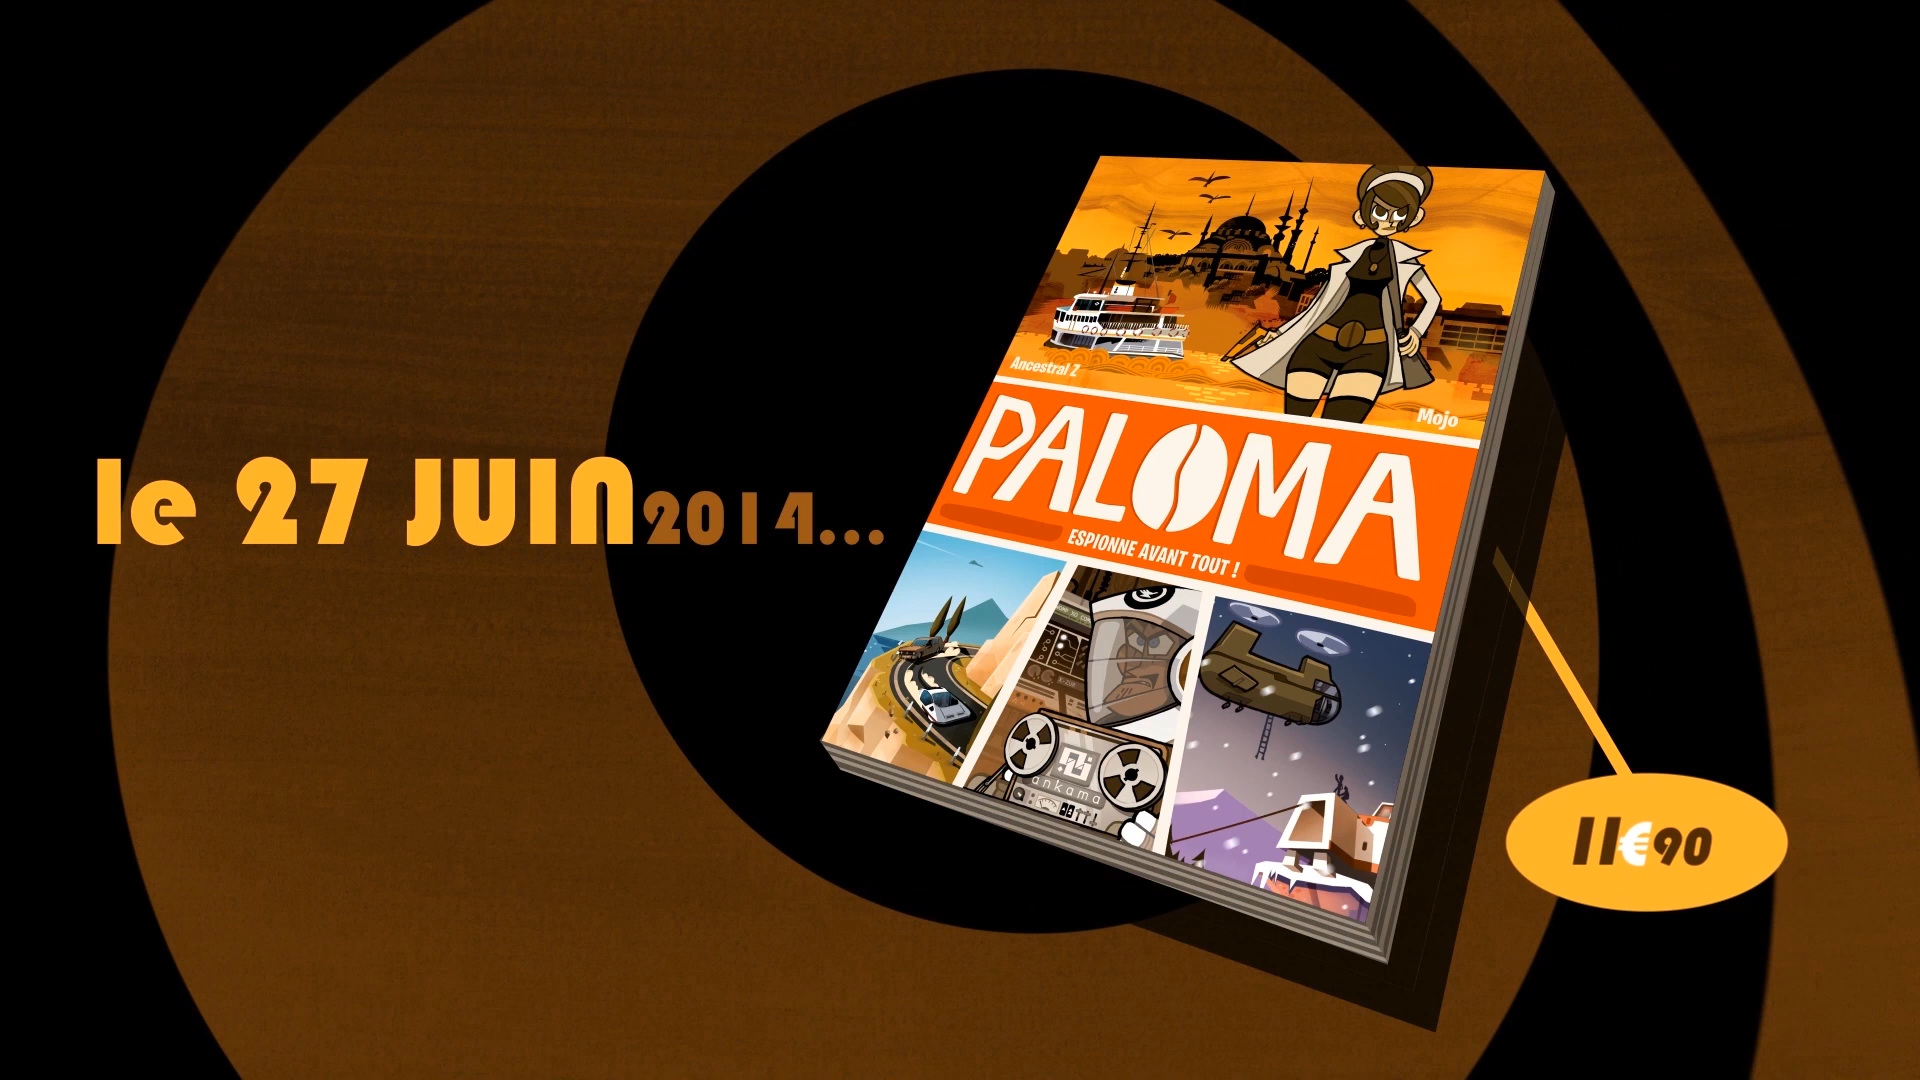 le 27 JUIN 2014...
Ancestral Z
Mojo
PALOMA
ESPIONNE AVANT TOUT !
ankama
11€90